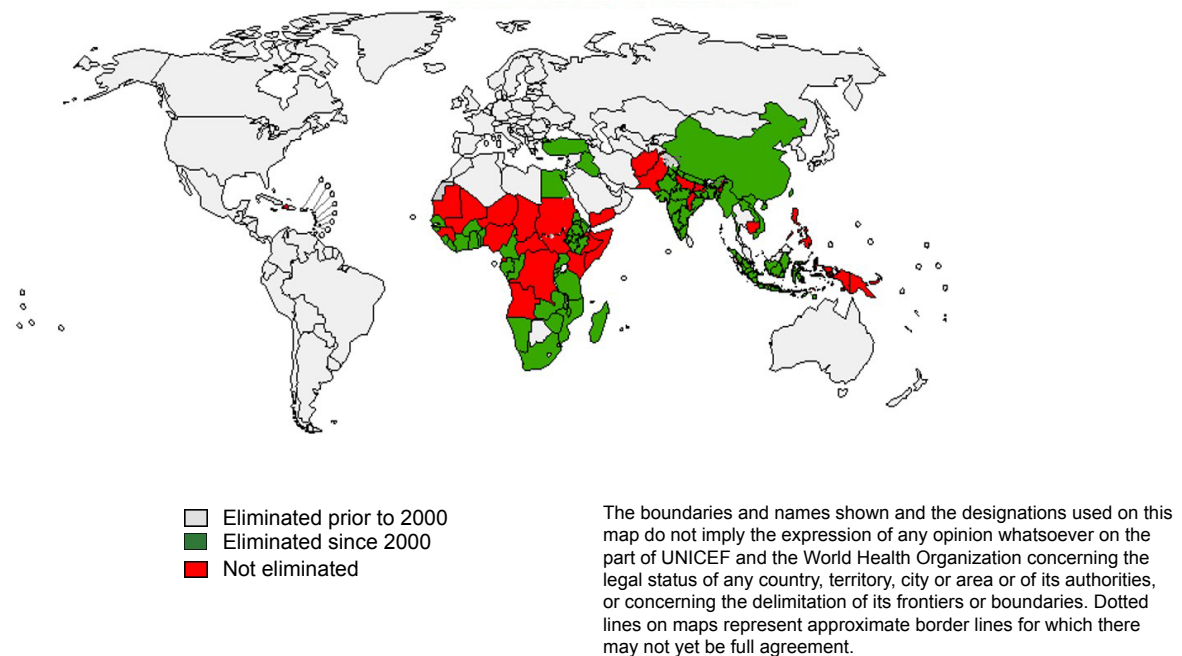 Eliminated prior to 2000
Eliminated since 2000
Not eliminated
The boundaries and names shown and the designations used on this
map do not imply the expression of any opinion whatsoever on the
part of UNICEF and the World Health Organization concerning the
legal status of any country, territory, city or area or of its authorities,
or concerning the delimitation of its frontiers or boundaries. Dotted
lines on maps represent approximate border lines for which there
may not yet be full agreement.